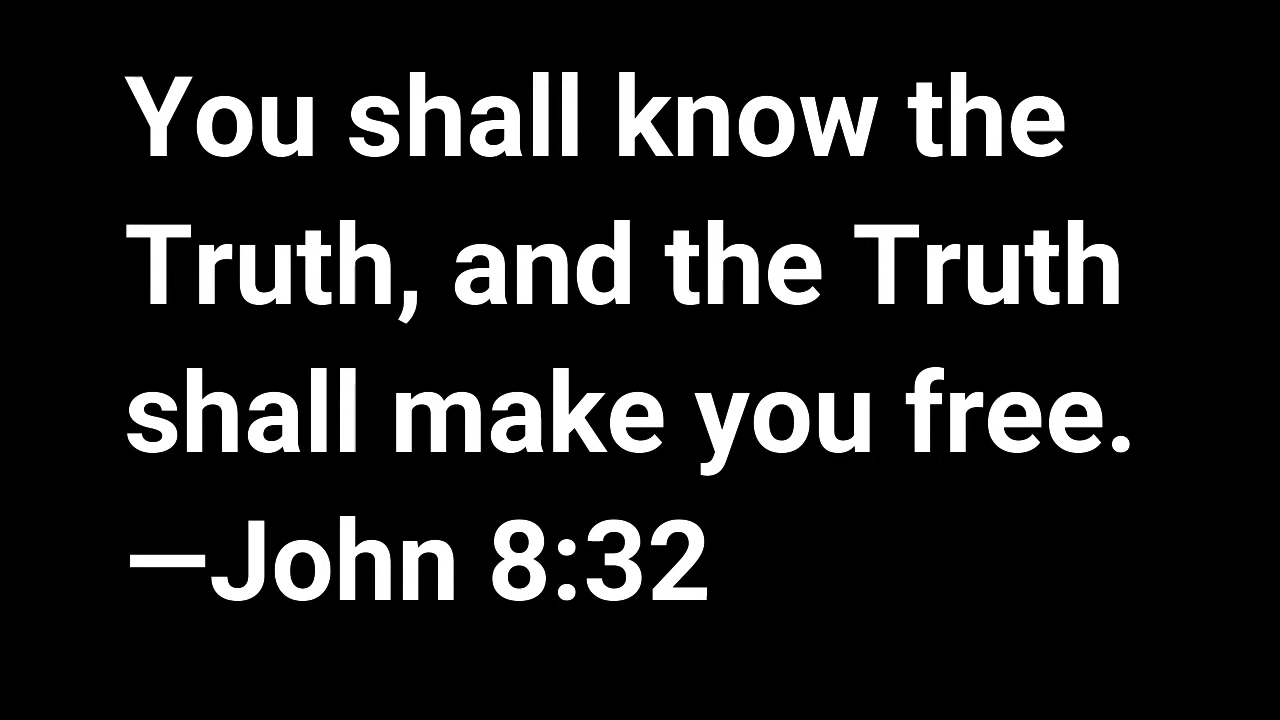 You shall know the
Truth, and the Truth
shall make you free.
—John 8:32